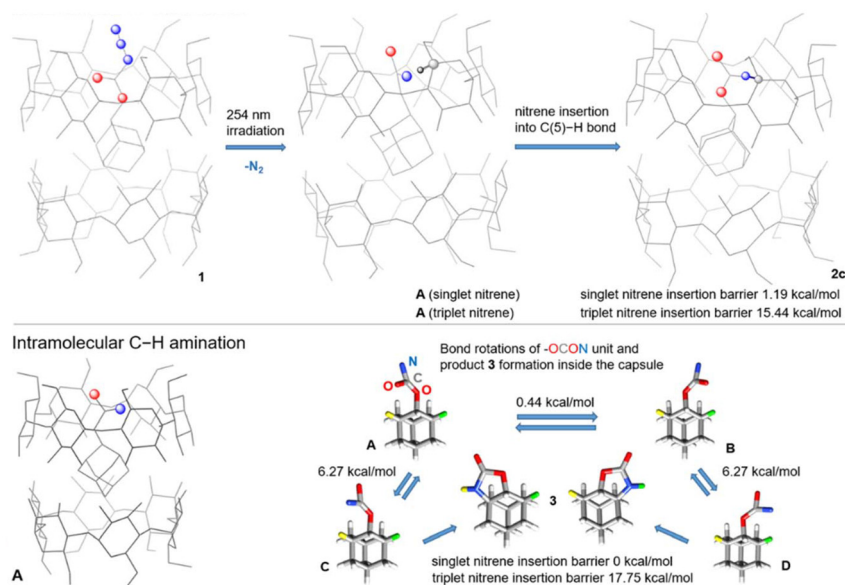 254 nm
irradiation
-N₂
nitrene insertion
into C(5)−H bond
1
2c
A (singlet nitrene)
A (triplet nitrene)
singlet nitrene insertion barrier 1.19 kcal/mol
triplet nitrene insertion barrier 15.44 kcal/mol
Intramolecular C−H amination
Bond rotations of -OCON unit and
product 3 formation inside the capsule
N
C
O
O
0.44 kcal/mol
A
B
6.27 kcal/mol
6.27 kcal/mol
3
C
D
singlet nitrene insertion barrier 0 kcal/mol
triplet nitrene insertion barrier 17.75 kcal/mol
A